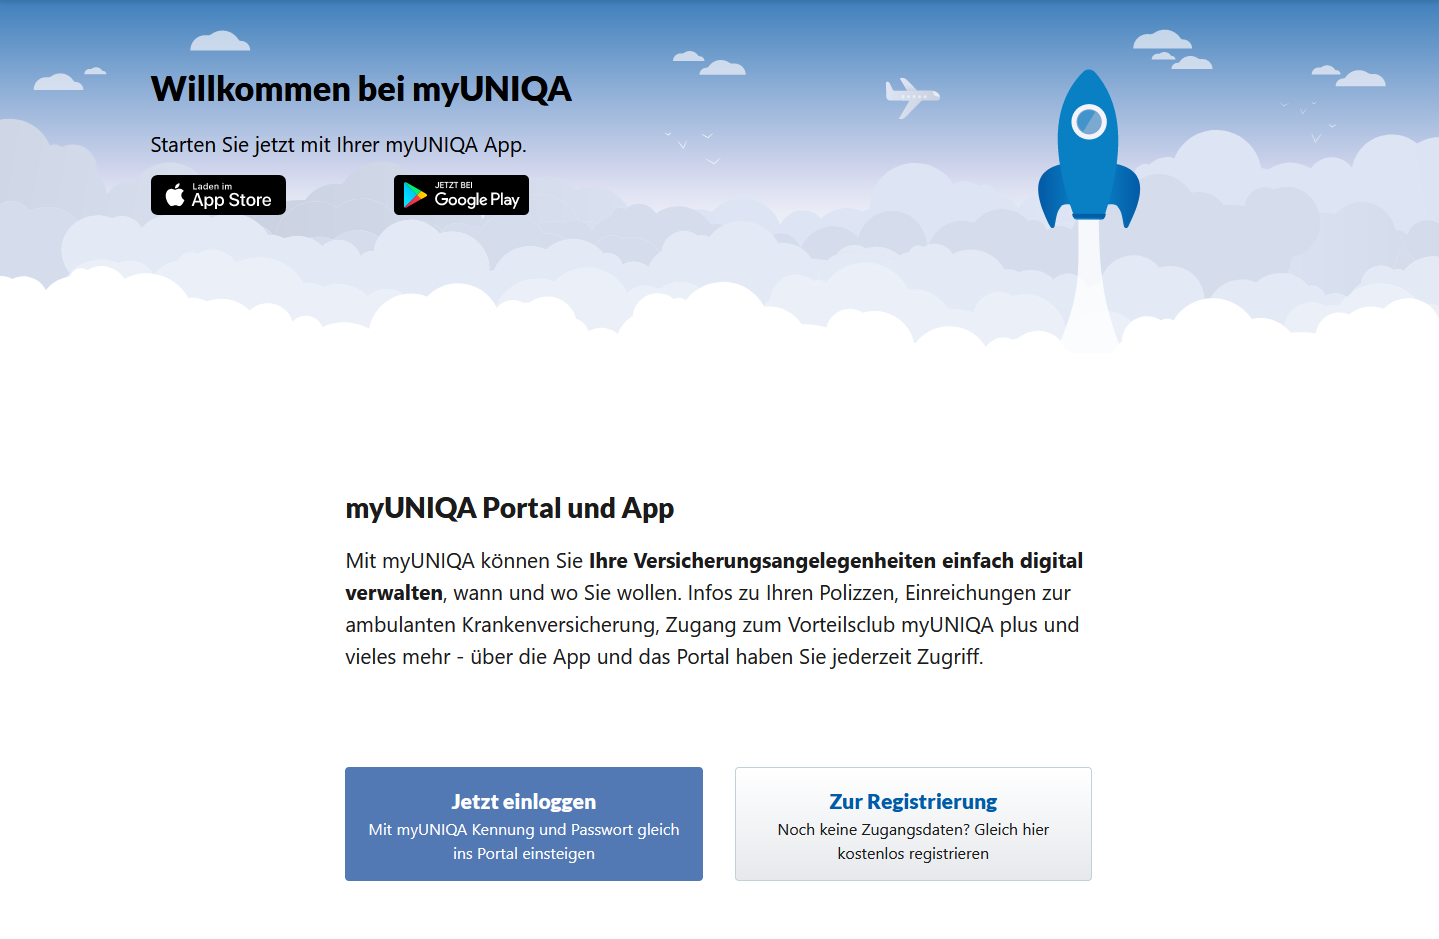 Willkommen bei myUNIQA
Starten Sie jetzt mit Ihrer myUNIQA App.
Laden im
App Store
JETZT BEI
Google Play
myUNIQA Portal und App
Mit myUNIQA können Sie Ihre Versicherungsangelegenheiten einfach digital
verwalten, wann und wo Sie wollen. Infos zu Ihren Polizzen, Einreichungen zur
ambulanten Krankenversicherung, Zugang zum Vorteilsclub myUNIQA plus und
vieles mehr - über die App und das Portal haben Sie jederzeit Zugriff.
Jetzt einloggen
Mit myUNIQA Kennung und Passwort gleich
ins Portal einsteigen
Zur Registrierung
Noch keine Zugangsdaten? Gleich hier
kostenlos registrieren